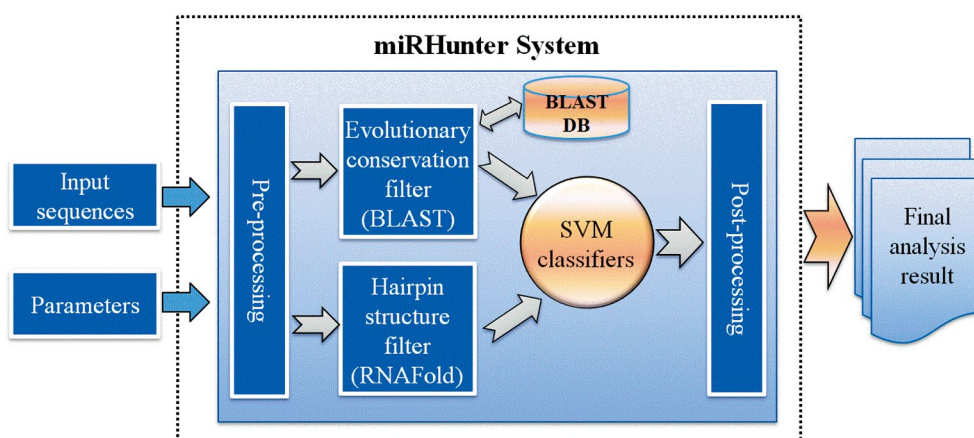 miRHunter System
Input
sequences
Parameters
Pre-processing
Evolutionary
conservation
filter
(BLAST)
BLAST
DB
Hairpin
structure
filter
(RNAFold)
SVM
classifiers
Post-processing
Final
analysis
result